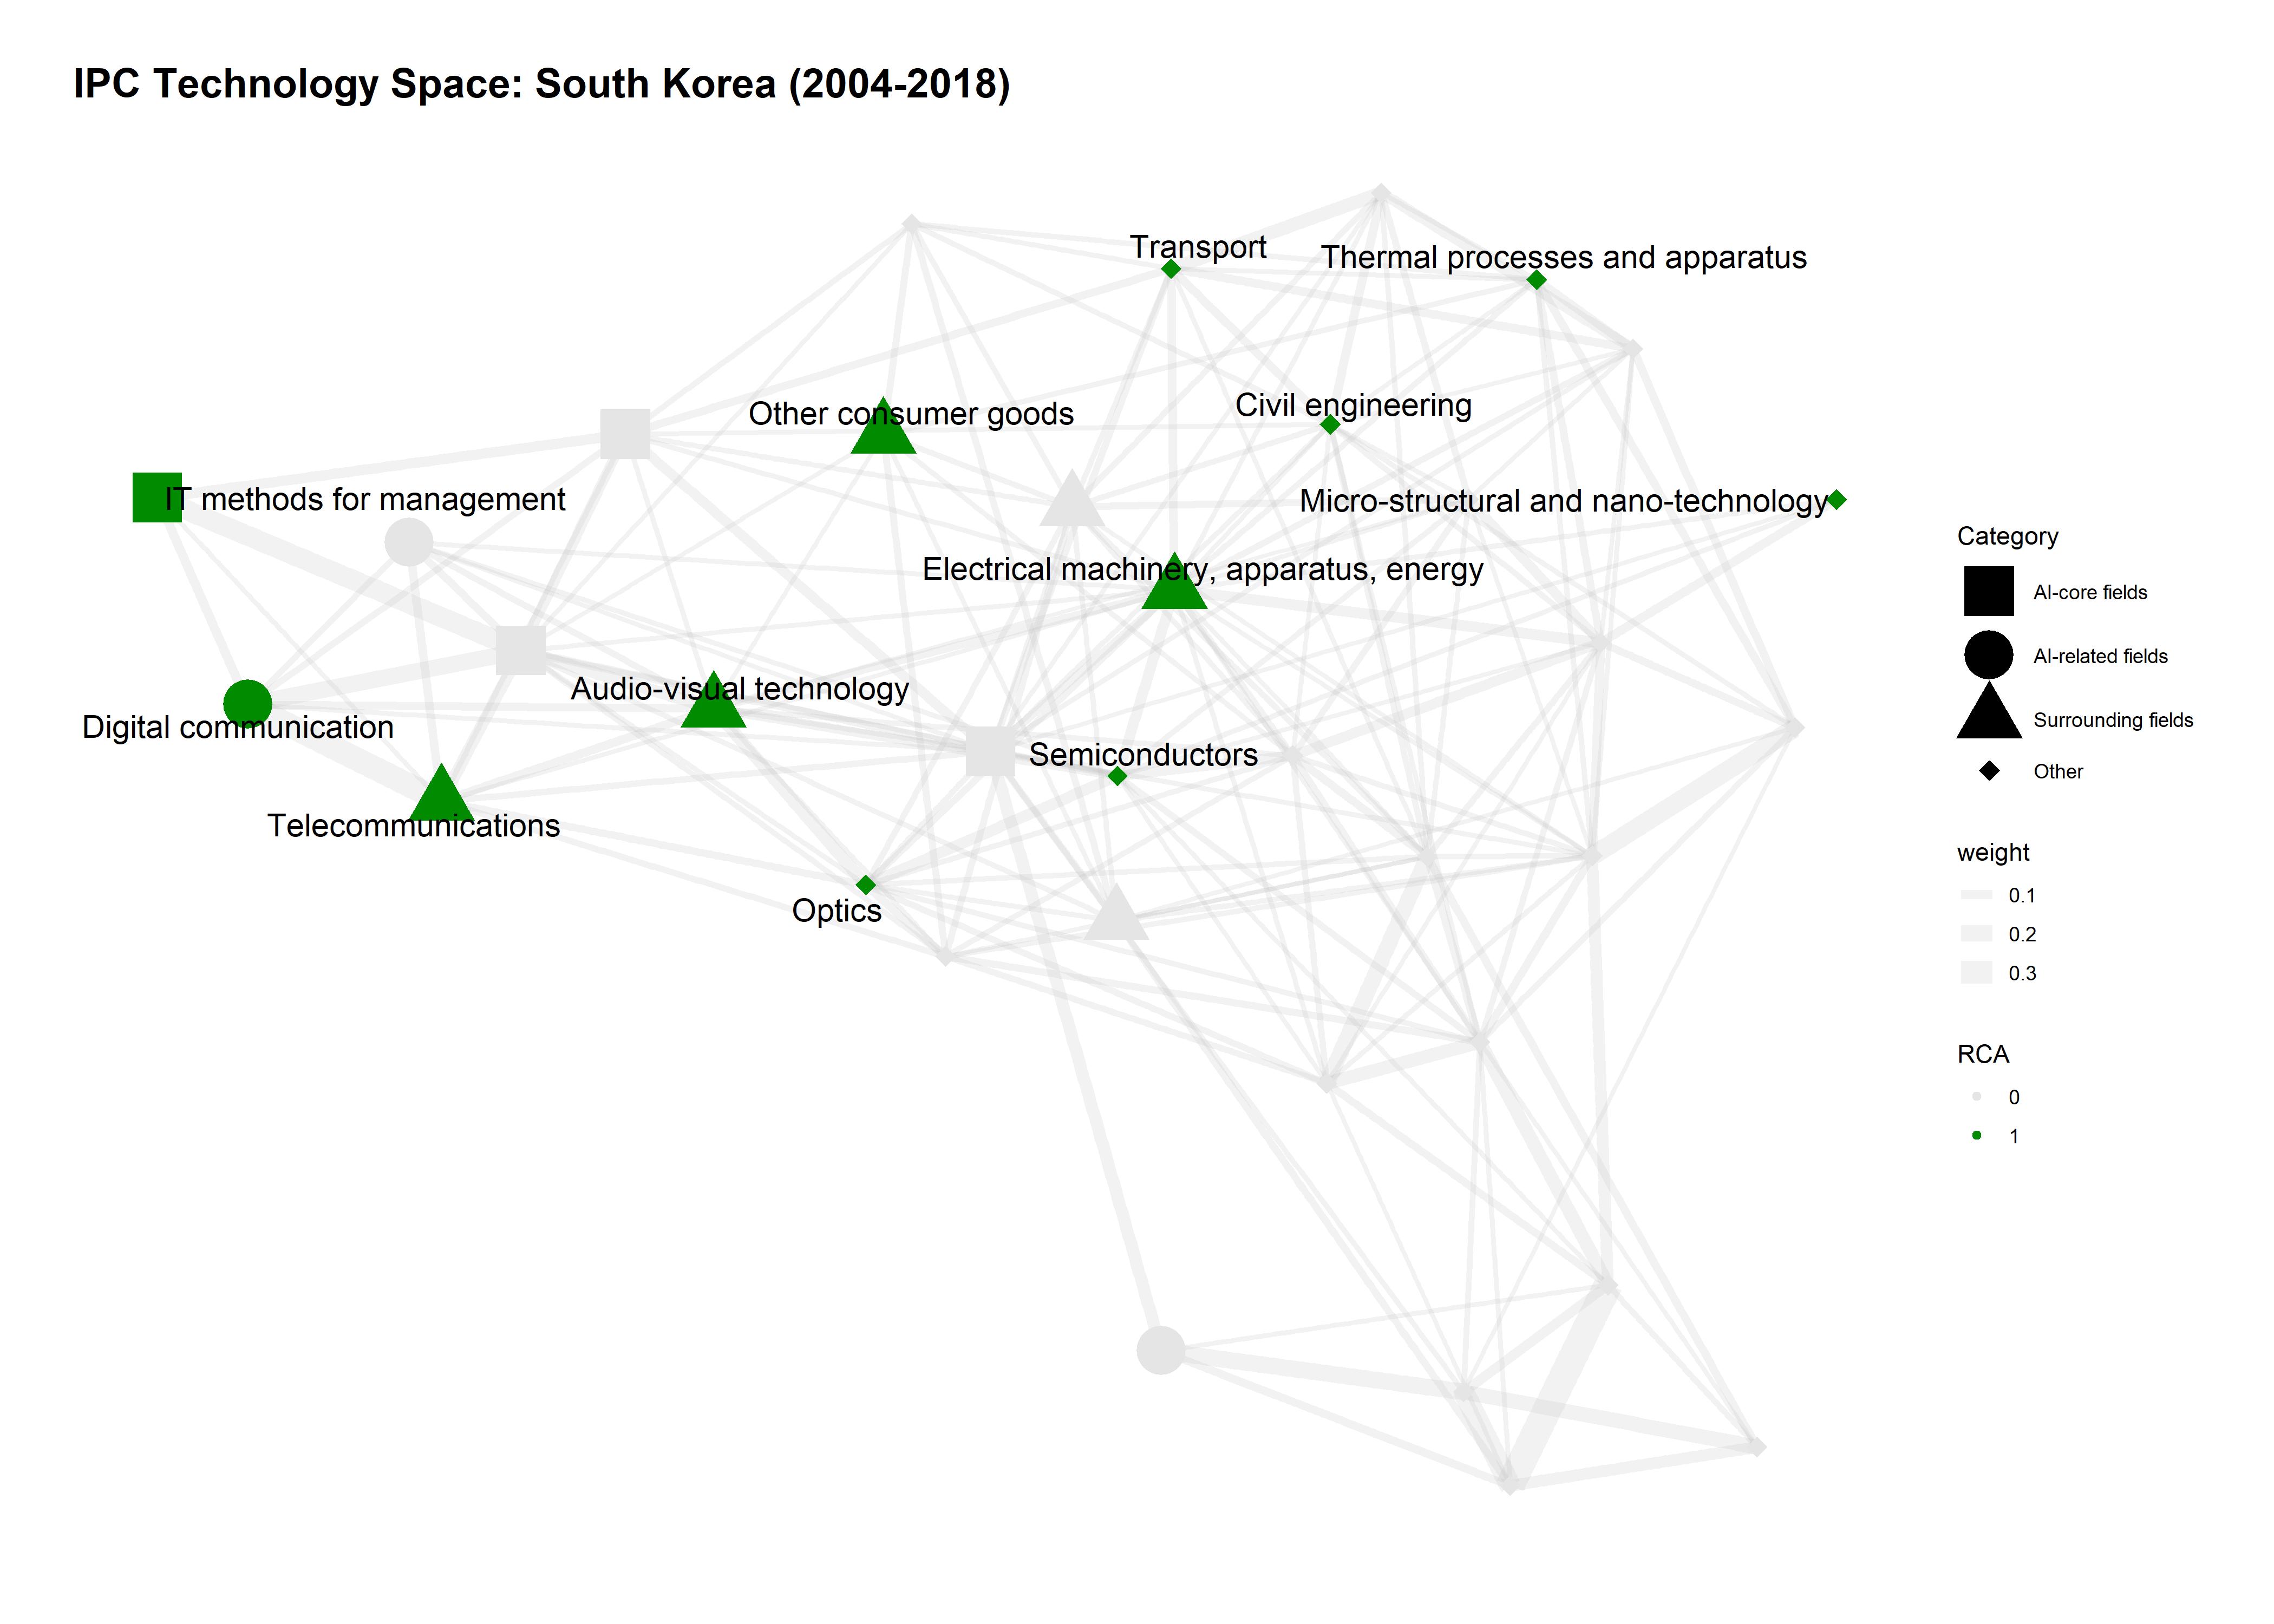 IPC Technology Space: South Korea (2004-2018)
Transport
Thermal processes and apparatus
Other consumer goods
Civil engineering
IT methods for management
Micro-structural and nano-technology
Electrical machinery, apparatus, energy
Audio-visual technology
Digital communication
Semiconductors
Telecommunications
Optics
Category
AI-core fields
AI-related fields
Surrounding fields
Other
weight
0.1
0.2
0.3
RCA
0
1